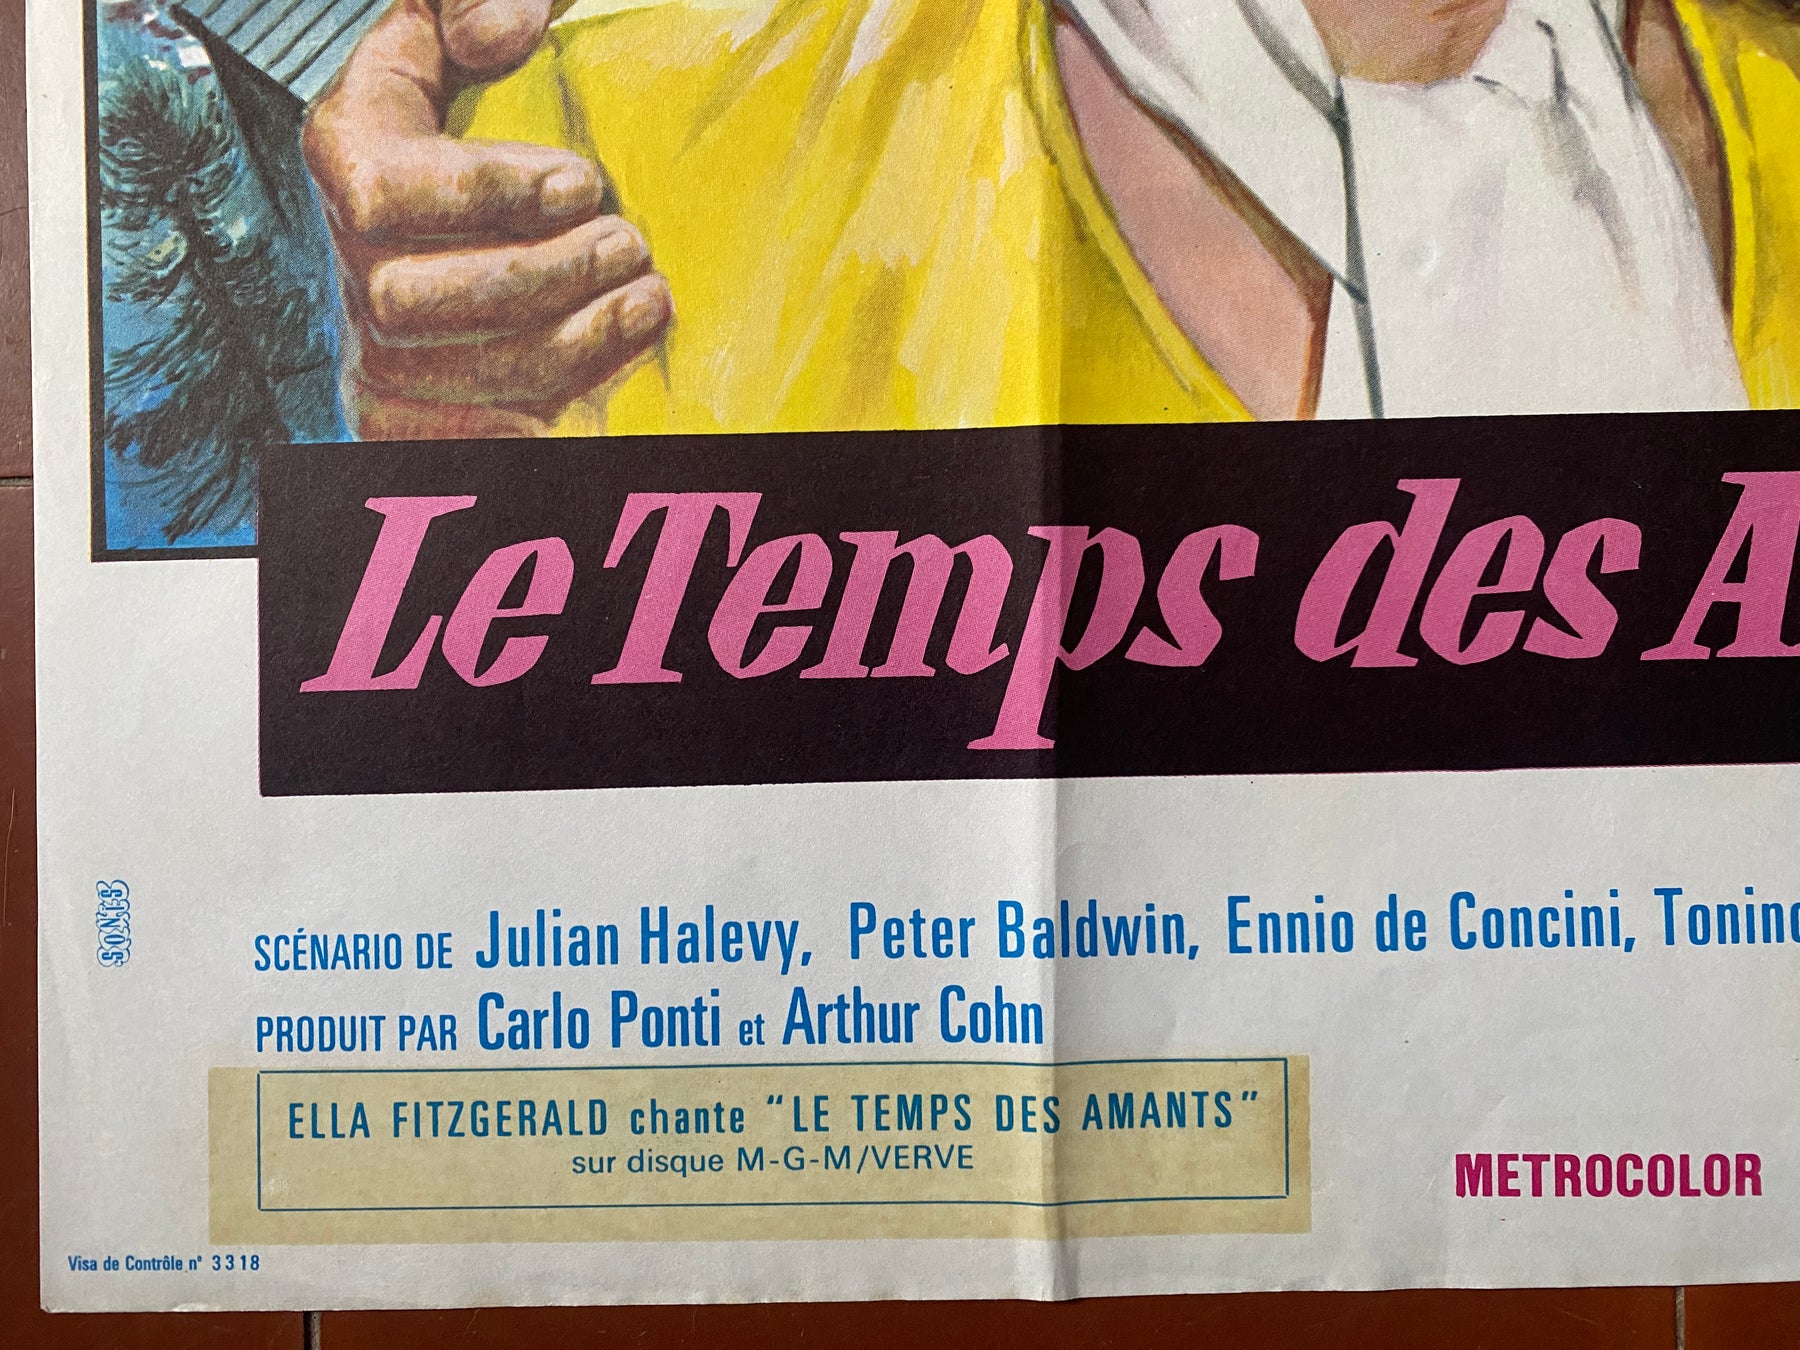 Le Temps des A
SONIS
SCÉNARIO DE Julian Halevy, Peter Baldwin, Ennio de Concini, Tonino
PRODUIT PAR Carlo Ponti et Arthur Cohn
ELLA FITZGERALD chante "LE TEMPS DES AMANTS"
sur disque M-G-M/VERVE
METROCOLOR
Visa de Contrôle n° 3318